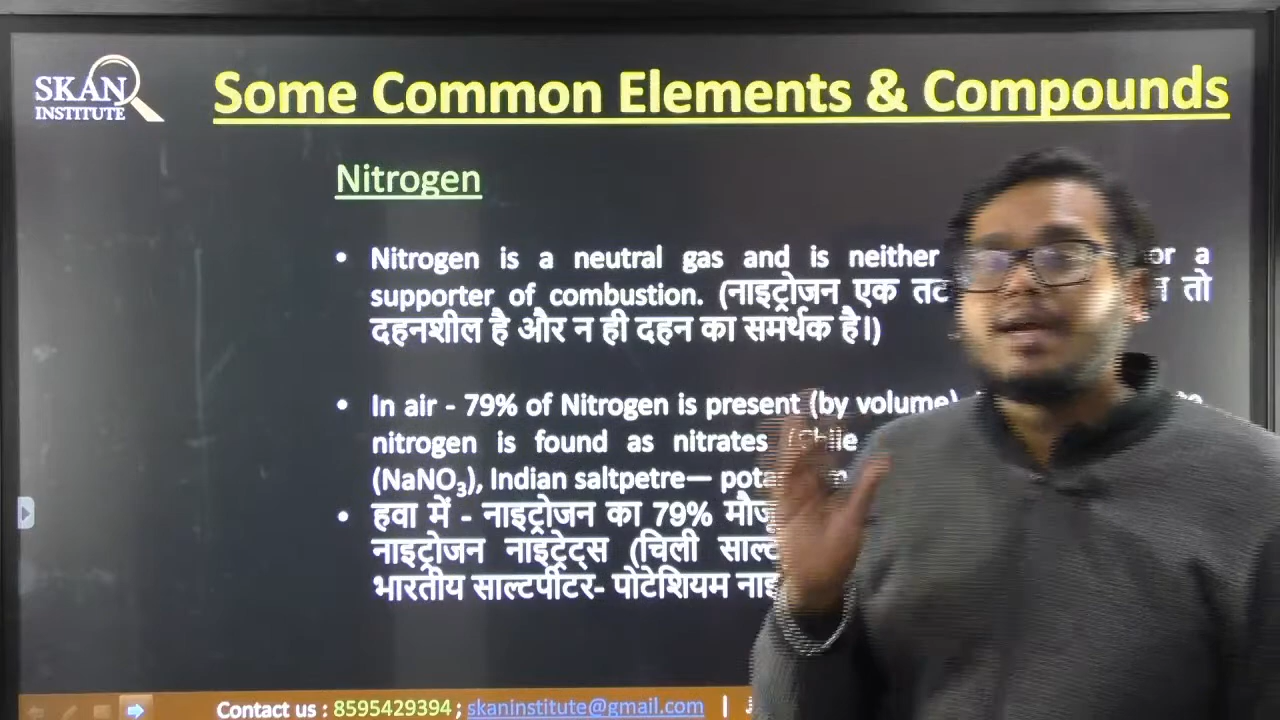 SKAN
INSTITUTE
Some Common Elements & Compounds
Nitrogen
• Nitrogen is a neutral gas and is neither or a
supporter of combustion. (नाइट्रोजन एक तो
दहनशील है और न ही दहन का समर्थक है।)
• In air - 79% of Nitrogen is present (by volume).
nitrogen is found as nitrates (Chile
(NaNO₃), Indian saltpetre—
• हवा में - नाइट्रोजन का 79%
नाइट्रोजन नाइट्रेट्स (चिली
भारतीय साल्टपीटर- पोटेशियम
Contact us : 8595429394 ; skaninstitute@gmail.com |